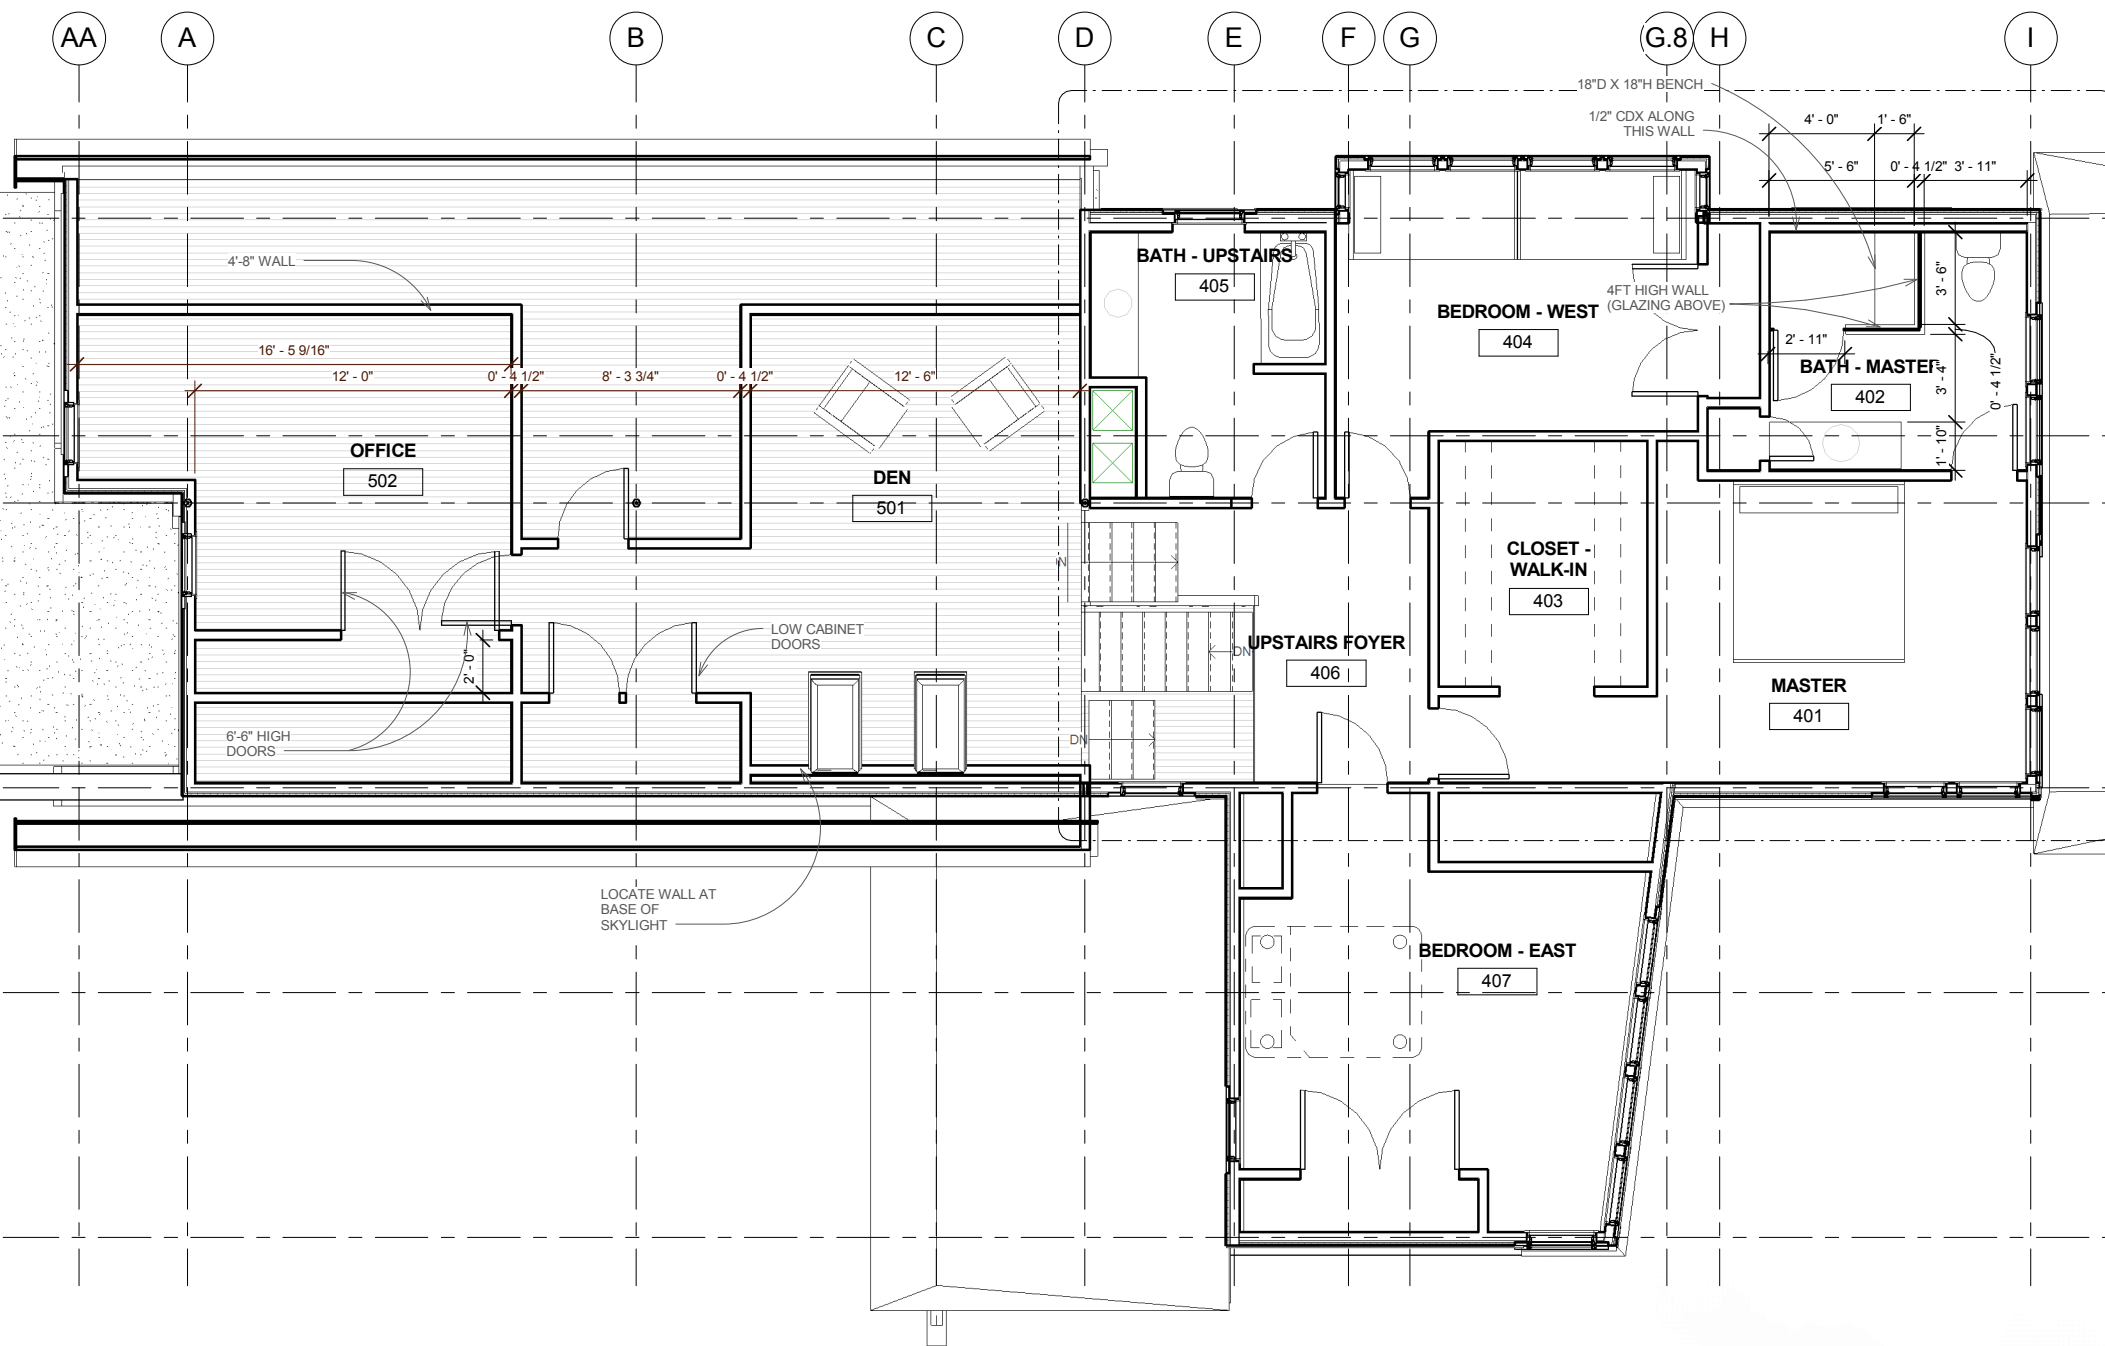 AA A B C D E F G G.8 H I
18"D X 18"H BENCH
1/2" CDX ALONG
THIS WALL
4' - 0" 1' - 6"
5' - 6" 0' - 4 1/2" 3' - 11"
4'-8" WALL
BATH - UPSTAIRS
405
BEDROOM - WEST
404
4FT HIGH WALL
(GLAZING ABOVE)
3' - 6"
2' - 11"
BATH - MASTER
402
3' - 4"
0' - 4 1/2"
1' - 10"
16' - 5 9/16"
12' - 0" 0' - 4 1/2" 8' - 3 3/4" 0' - 4 1/2" 12' - 6"
OFFICE
502
DEN
501
CLOSET -
WALK-IN
403
N
LOW CABINET
DOORS
UPSTAIRS FOYER
406
DN
2' - 0"
MASTER
401
6'-6" HIGH
DOORS
DN
LOCATE WALL AT
BASE OF
SKYLIGHT
BEDROOM - EAST
407